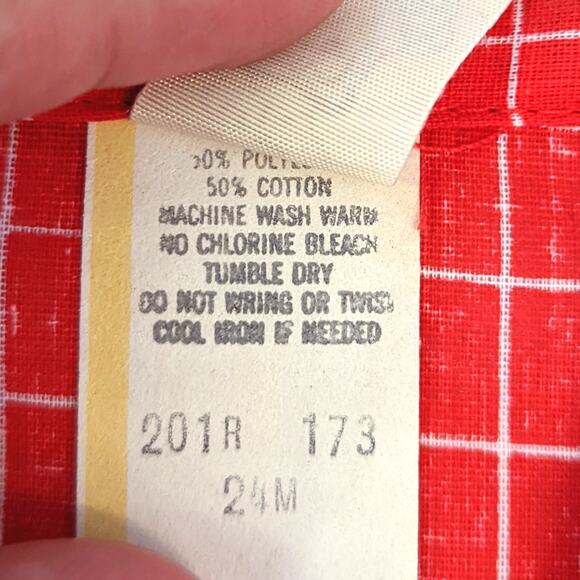 50% POLYE
50% COTTON
MACHINE WASH WARM
NO CHLORINE BLEACH
TUMBLE DRY
DO NOT WRING OR TWIST
COOL IRON IF NEEDED
201R 173
24M